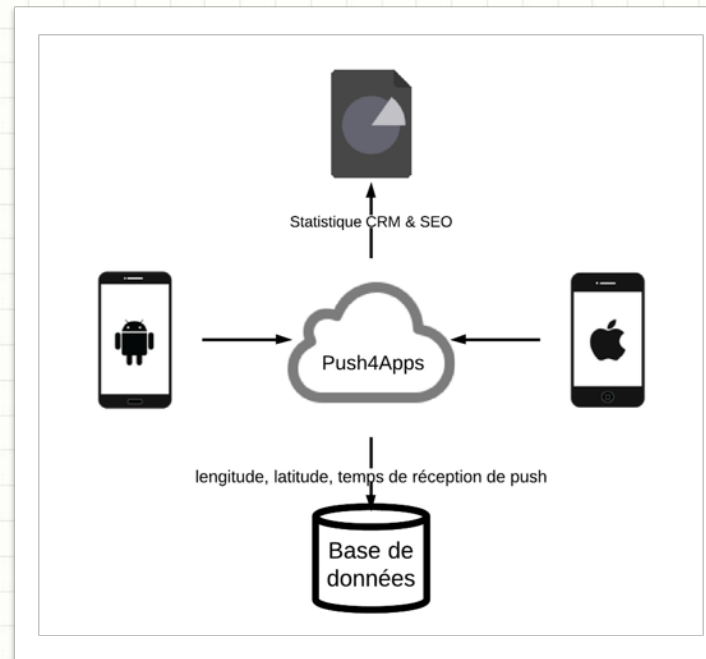 Statistique CRM & SEO
Push4Apps
lengitude, latitude, temps de réception de push
Base de
données